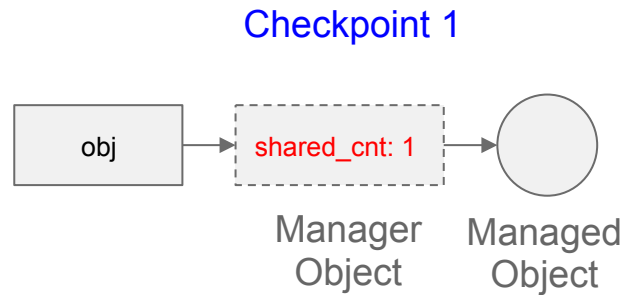 Checkpoint 1
obj
shared_cnt: 1
Manager
Object
Managed
Object